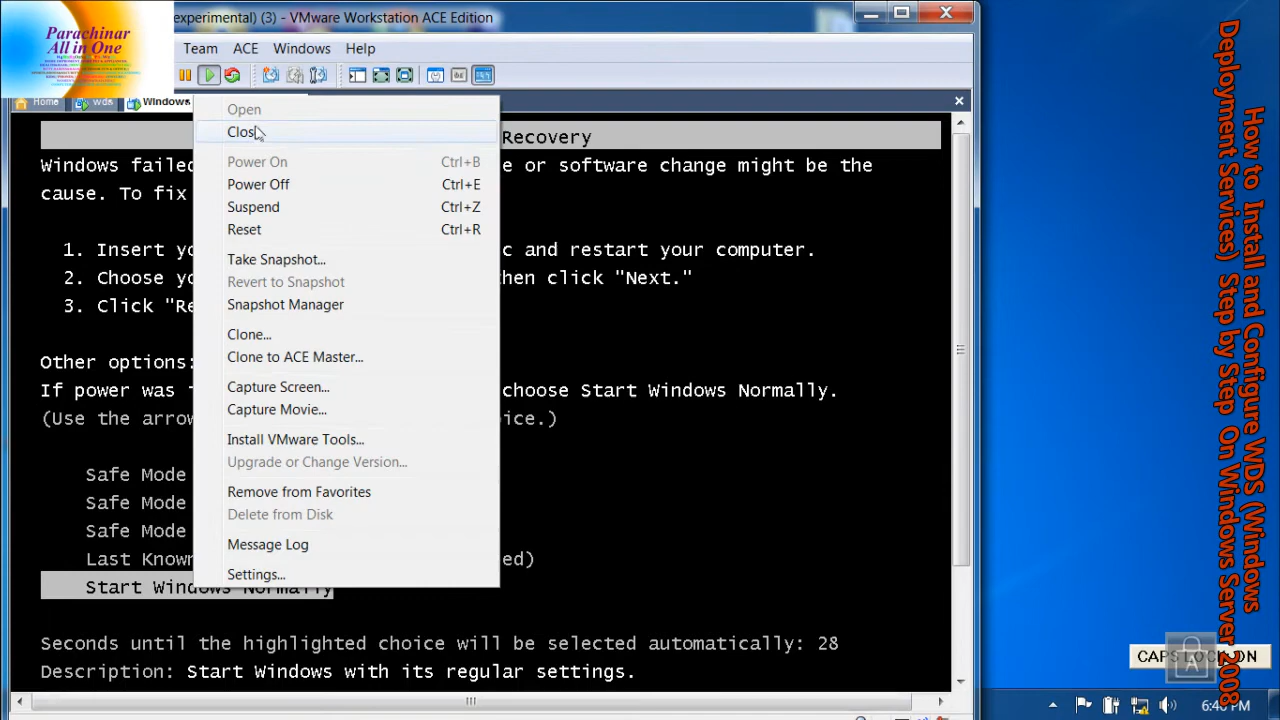 Parachinar
All in One
experimental) (3) - VMware Workstation ACE Edition
Team ACE Windows Help
Home wds Windows
Open
Clos
Power On Ctrl+B
Power Off Ctrl+E
Suspend Ctrl+Z
Reset Ctrl+R
Take Snapshot...
Revert to Snapshot
Snapshot Manager
Clone...
Clone to ACE Master...
Capture Screen...
Capture Movie...
Install VMware Tools...
Upgrade or Change Version...
Remove from Favorites
Delete from Disk
Message Log
Settings...
Recovery
Windows failed e or software change might be the
cause. To fix
1. Insert yo c and restart your computer.
2. Choose yo then click "Next."
3. Click "Re
Other options:
If power was choose Start Windows Normally.
(Use the arrow oice.)
Safe Mode
Safe Mode
Safe Mode
Last Known ed)
Start Windows Normally
Seconds until the highlighted choice will be selected automatically: 28
Description: Start Windows with its regular settings.
How to Install and Configure WDS (Windows
Deployment Services) Step by Step On Windows Server 2008
CAPS LOCK ON
A
6:46 PM